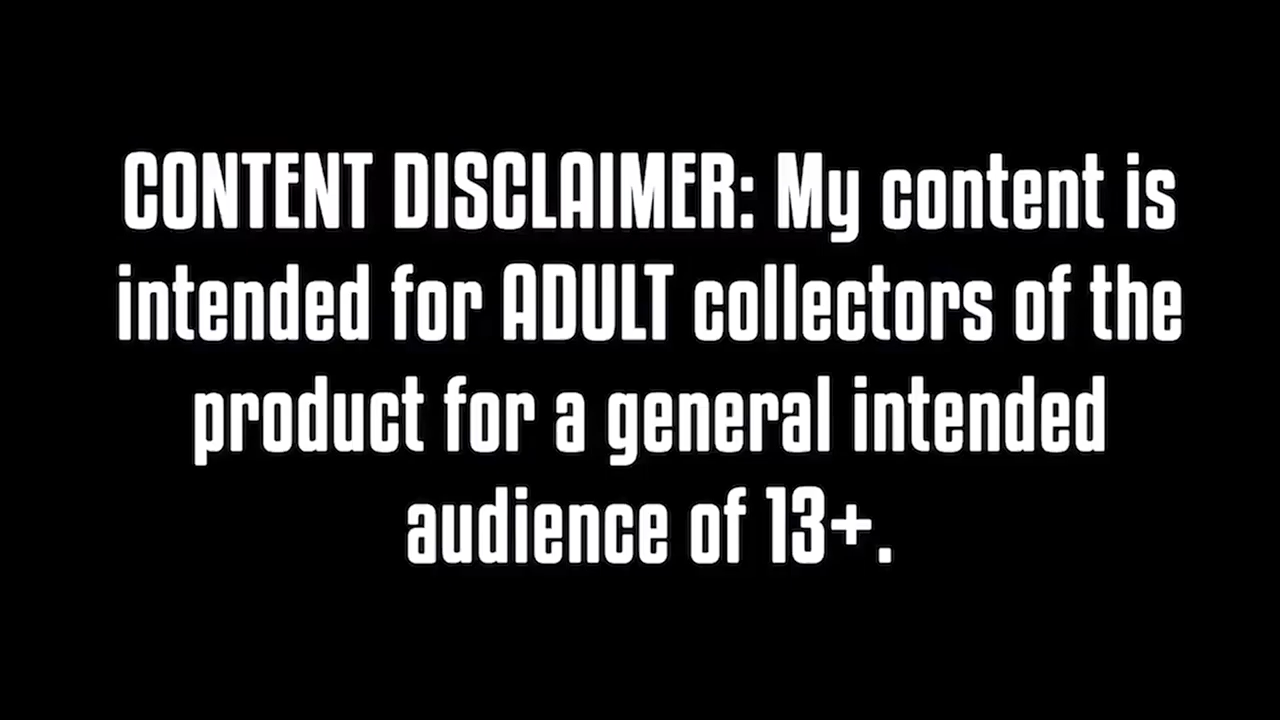 CONTENT DISCLAIMER: My content is
intended for ADULT collectors of the
product for a general intended
audience of 13+.